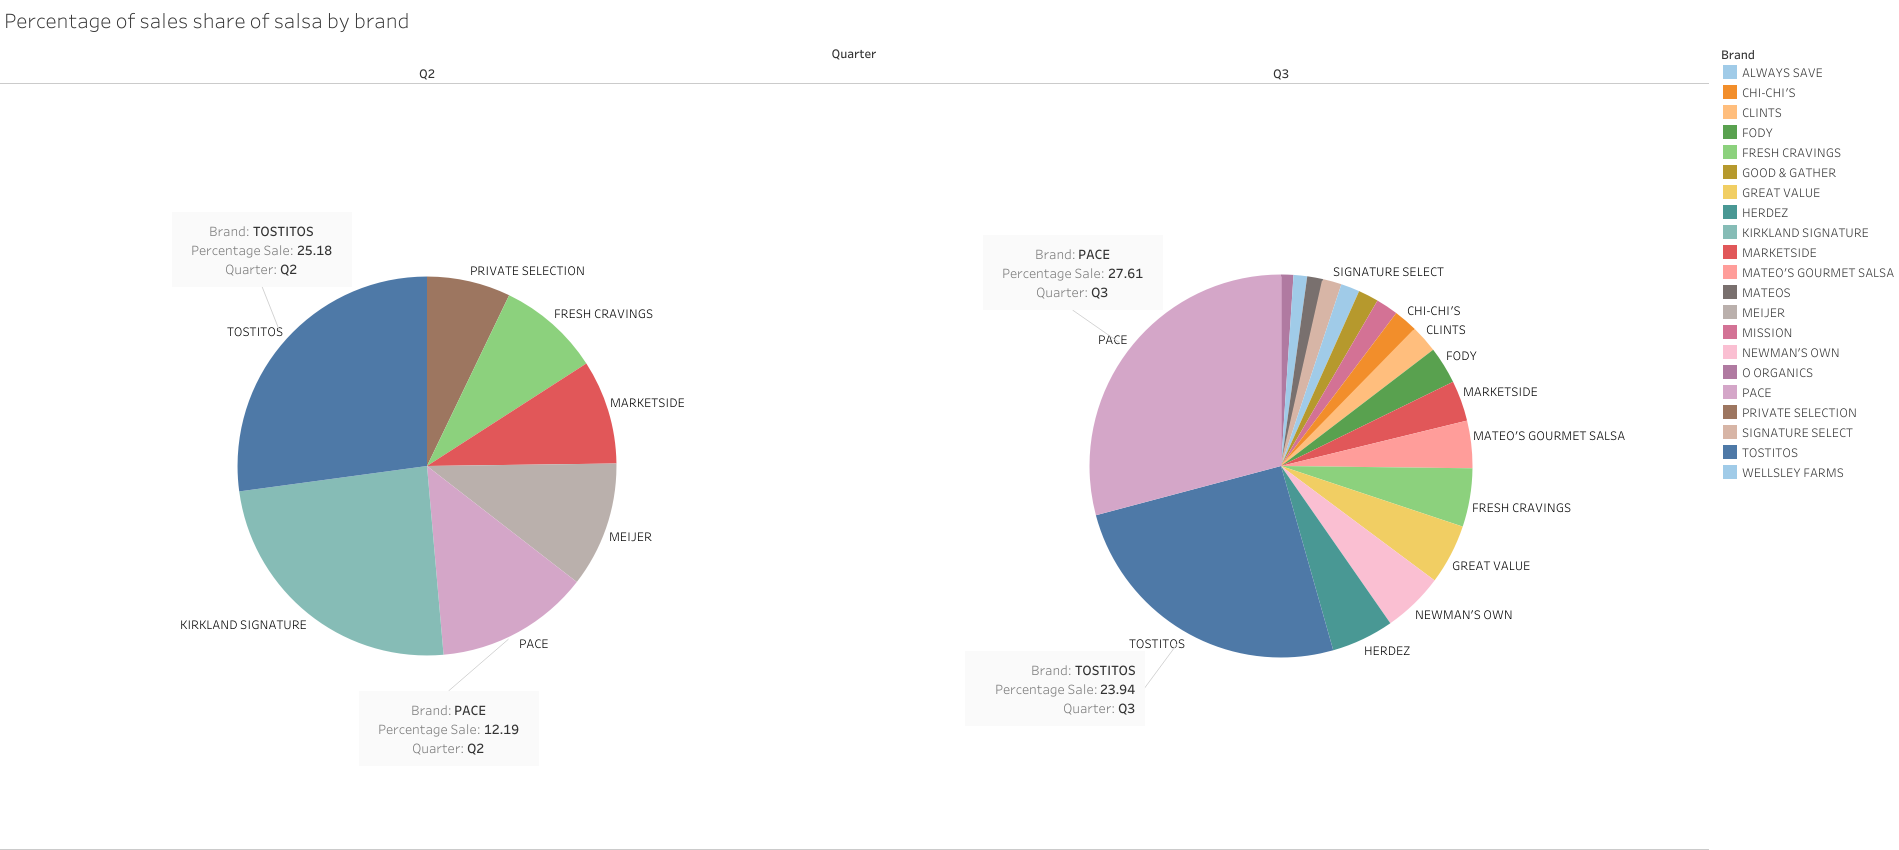 Percentage of sales share of salsa by brand
Quarter
Q2
Q3
Brand: TOSTITOS
Percentage Sale: 25.18
Quarter: Q2
TOSTITOS
PRIVATE SELECTION
FRESH CRAVINGS
MARKETSIDE
MEIJER
KIRKLAND SIGNATURE
PACE
Brand: PACE
Percentage Sale: 12.19
Quarter: Q2
Brand: PACE
Percentage Sale: 27.61
Quarter: Q3
PACE
SIGNATURE SELECT
CHI-CHI'S
CLINTS
FODY
MARKETSIDE
MATEO'S GOURMET SALSA
FRESH CRAVINGS
GREAT VALUE
NEWMAN'S OWN
HERDEZ
TOSTITOS
Brand: TOSTITOS
Percentage Sale: 23.94
Quarter: Q3
Brand
ALWAYS SAVE
CHI-CHI'S
CLINTS
FODY
FRESH CRAVINGS
GOOD & GATHER
GREAT VALUE
HERDEZ
KIRKLAND SIGNATURE
MARKETSIDE
MATEO'S GOURMET SALSA
MATEOS
MEIJER
MISSION
NEWMAN'S OWN
O ORGANICS
PACE
PRIVATE SELECTION
SIGNATURE SELECT
TOSTITOS
WELLSLEY FARMS